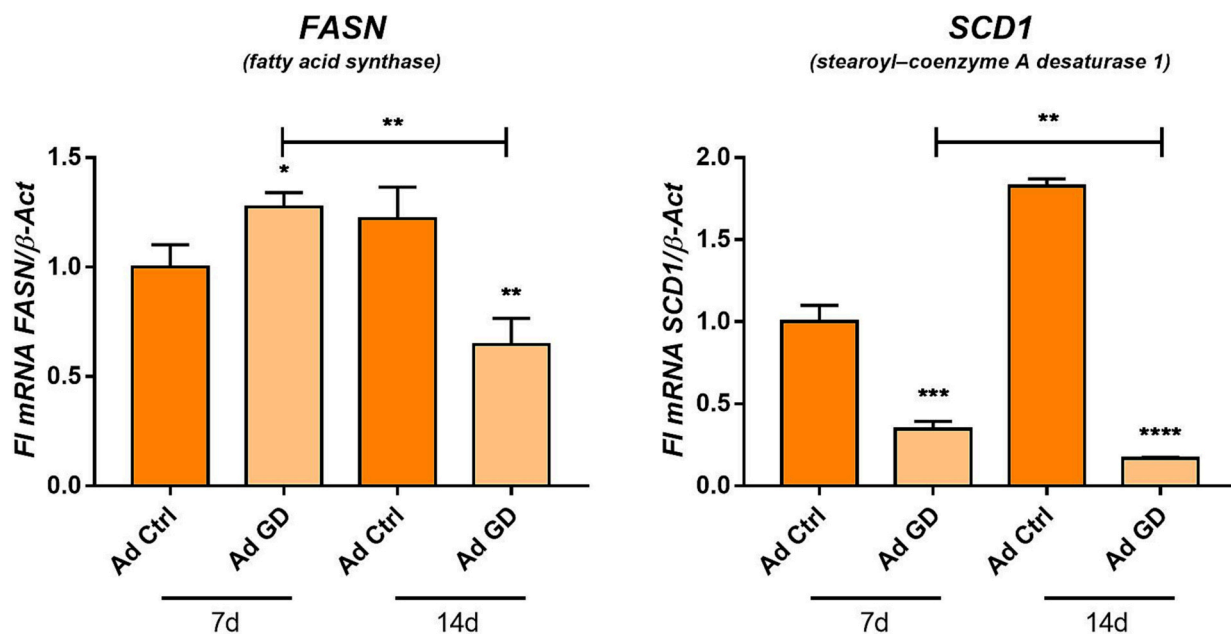 FASN
(fatty acid synthase)
**
*
**
FI mRNA FASN/β-Act
1.5
1.0
0.5
0.0
Ad Ctrl
Ad GD
Ad Ctrl
Ad GD
7d
14d
SCD1
(stearoyl–coenzyme A desaturase 1)
**
***
****
FI mRNA SCD1/β-Act
2.0
1.5
1.0
0.5
0.0
Ad Ctrl
Ad GD
Ad Ctrl
Ad GD
7d
14d